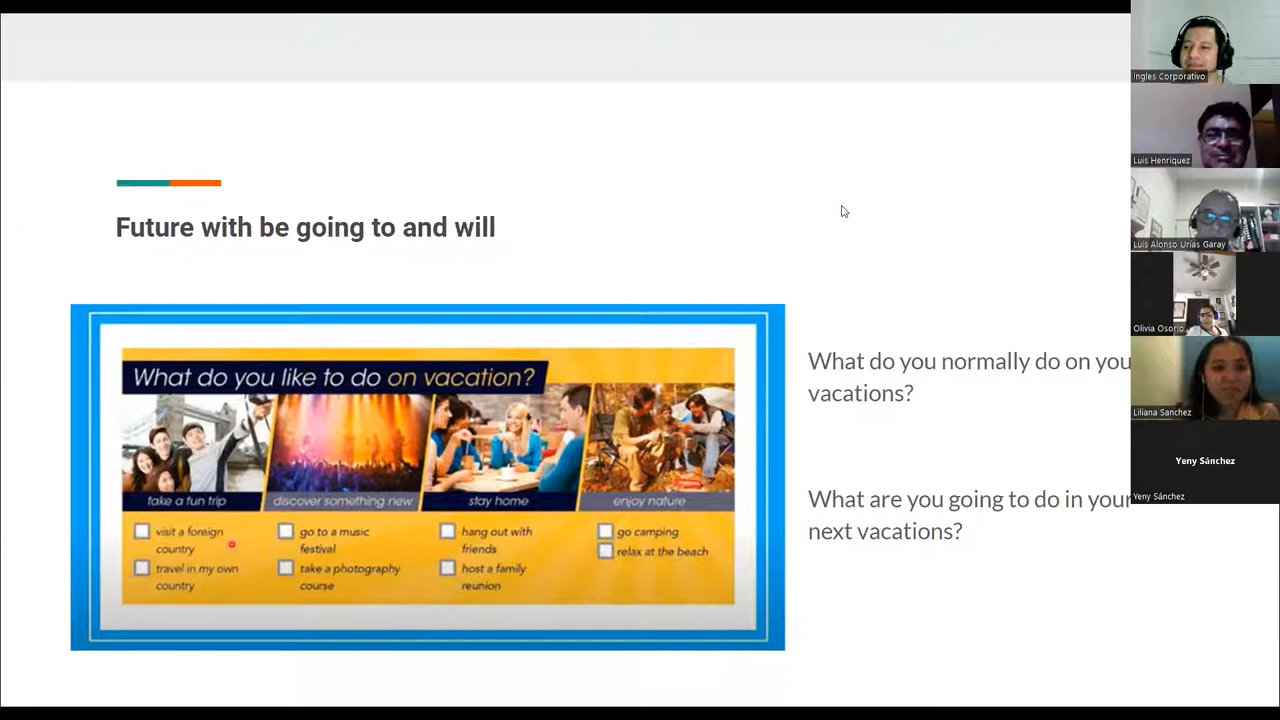 Future with be going to and will
What do you like to do on vacation?
take a fun trip
discover something new
stay home
enjoy nature
visit a foreign
country
travel in my own
country
go to a music
festival
take a photography
course
hang out with
friends
host a family
reunion
go camping
relax at the beach
What do you normally do on you
vacations?
What are you going to do in your
next vacations?
Ingles Corporativo
Luis Henriquez
Luis Alonso Urias Garay
Olivia Osorio
Liliana Sanchez
Yeny Sánchez
Yeny Sánchez